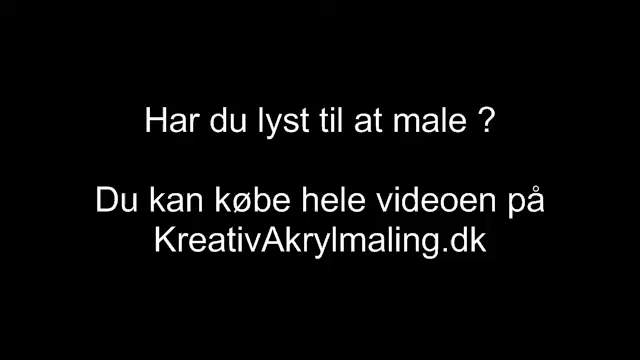 Har du lyst til at male ?
Du kan købe hele videoen på
KreativAkrylmaling.dk